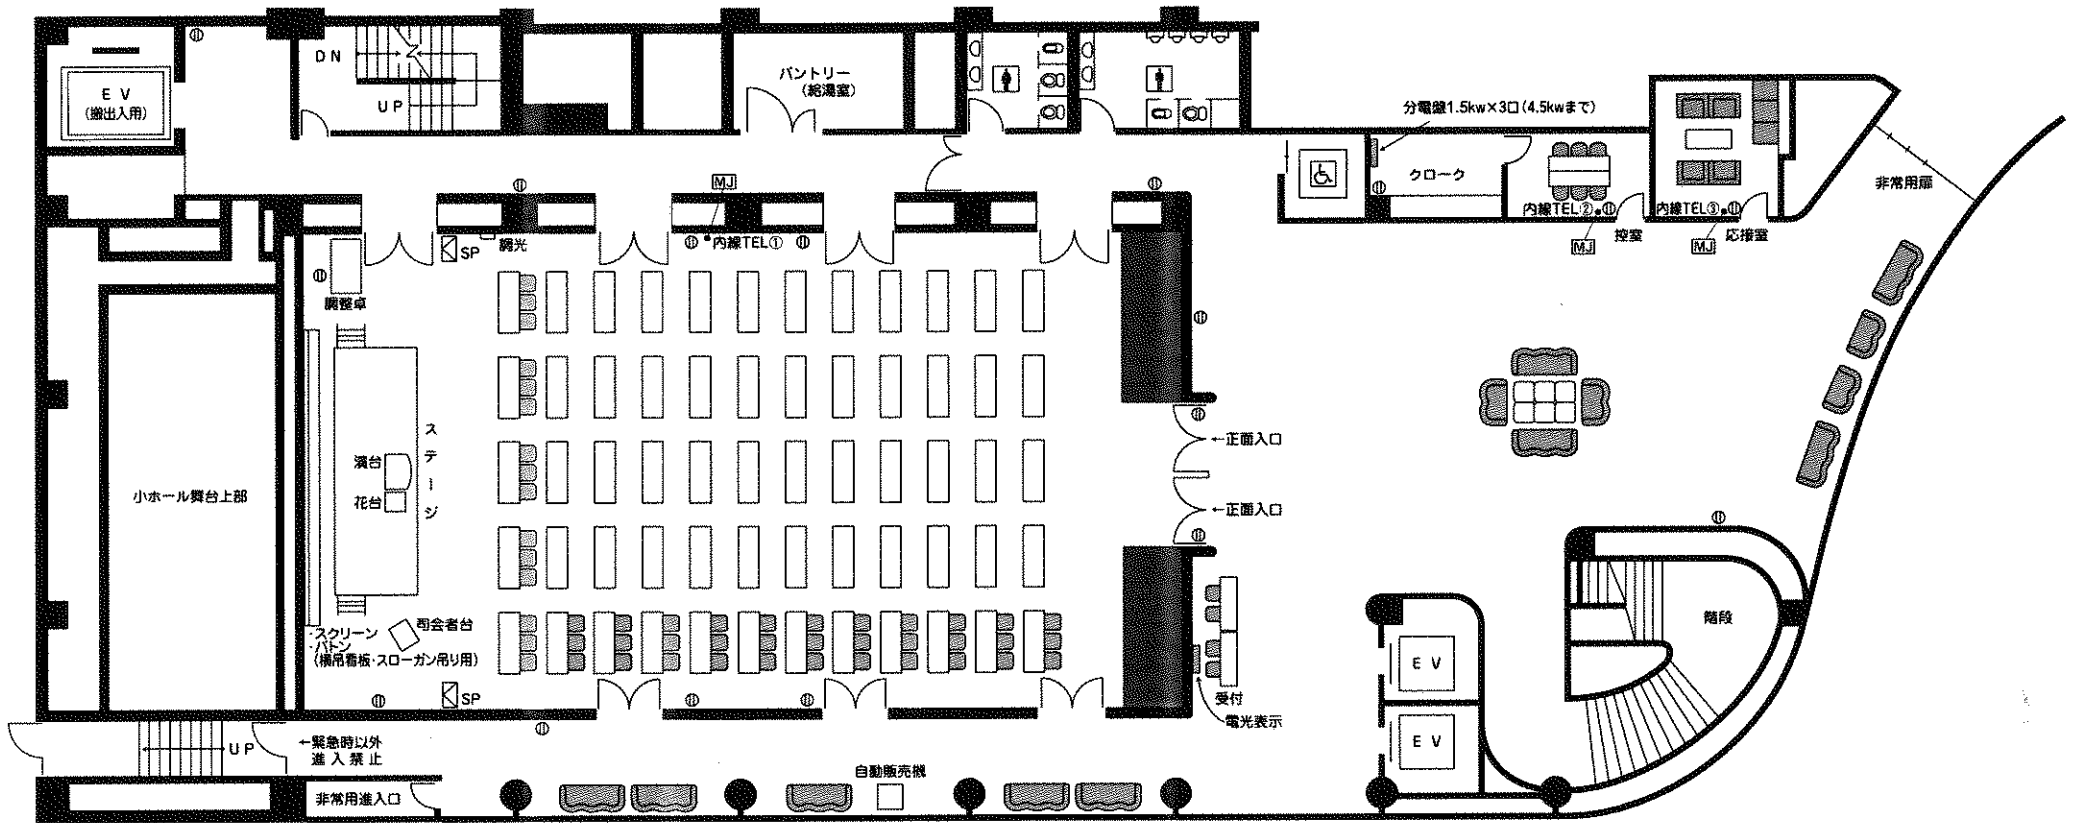 DN
UP
EV
(搬出入用)
パントリー
(給湯室)
分電盤1.5kw×3口(4.5kwまで)
クローク
非常用扉
内線TEL②
内線TEL③
MJ
控室
MJ
応接室
MJ
内線TEL①
SP
調光
調整卓
ステージ
演台
花台
小ホール舞台上部
←正面入口
←正面入口
司会者台
・スクリーン
・バトン
(横吊看板・スローガン吊り用)
SP
階段
EV
EV
受付
電光表示
UP
←緊急時以外
進入禁止
自動販売機
非常用進入口